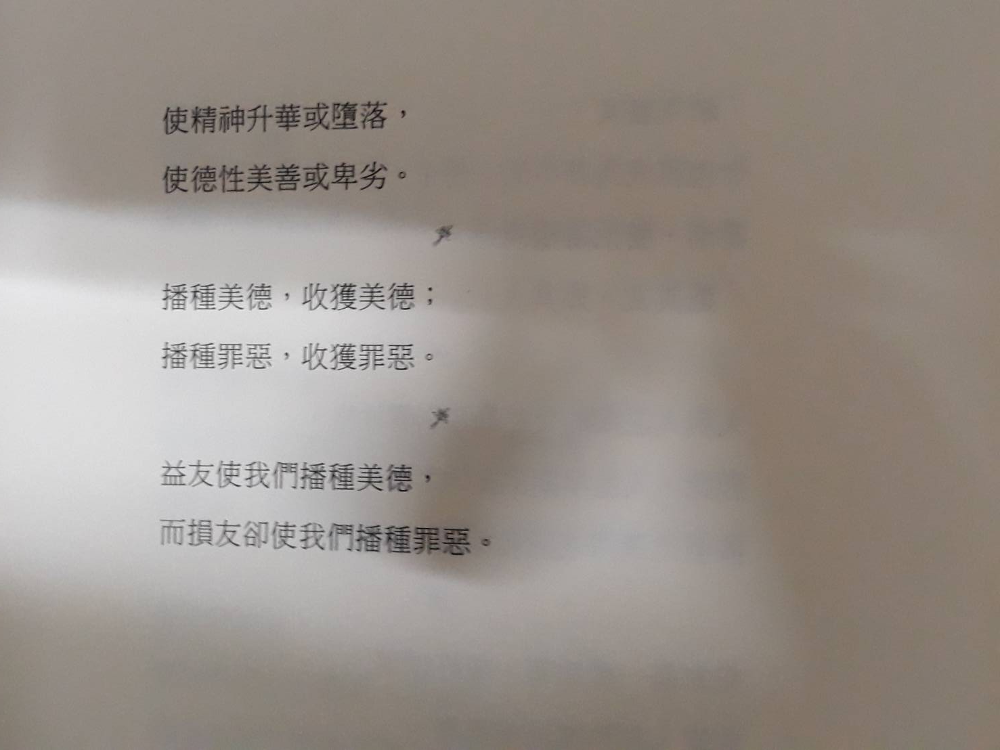 使精神升華或墮落，
使德性美善或卑劣。
播種美德，收獲美德；
播種罪惡，收獲罪惡。
益友使我們播種美德，
而損友卻使我們播種罪惡。